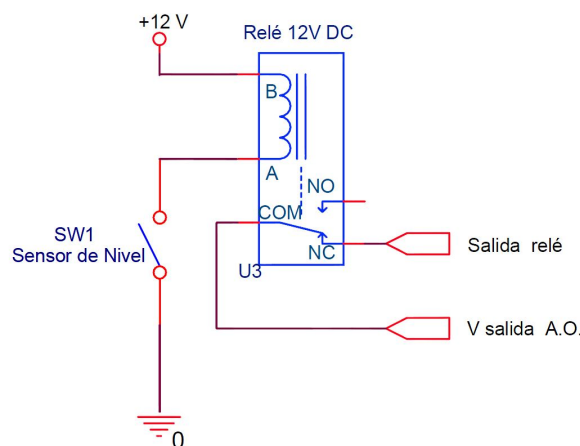 +12 V
Relé 12V DC
B
A
NO
COM
SW1
Sensor de Nivel
NC
U3
Salida relé
V salida A.O.
0